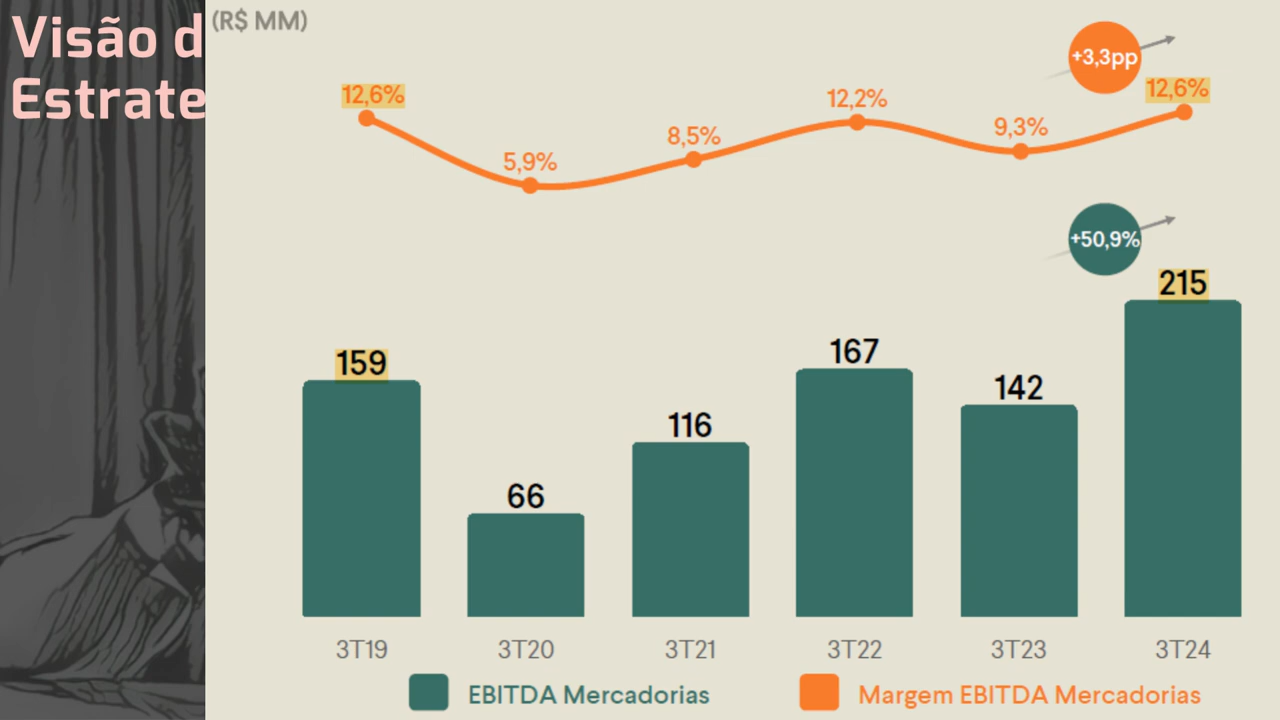 Visão d
Estrate
(R$ MM)
+3,3pp
12,6%
5,9%
8,5%
12,2%
9,3%
12,6%
+50,9%
159
66
116
167
142
215
3T19
3T20
3T21
3T22
3T23
3T24
EBITDA Mercadorias
Margem EBITDA Mercadorias